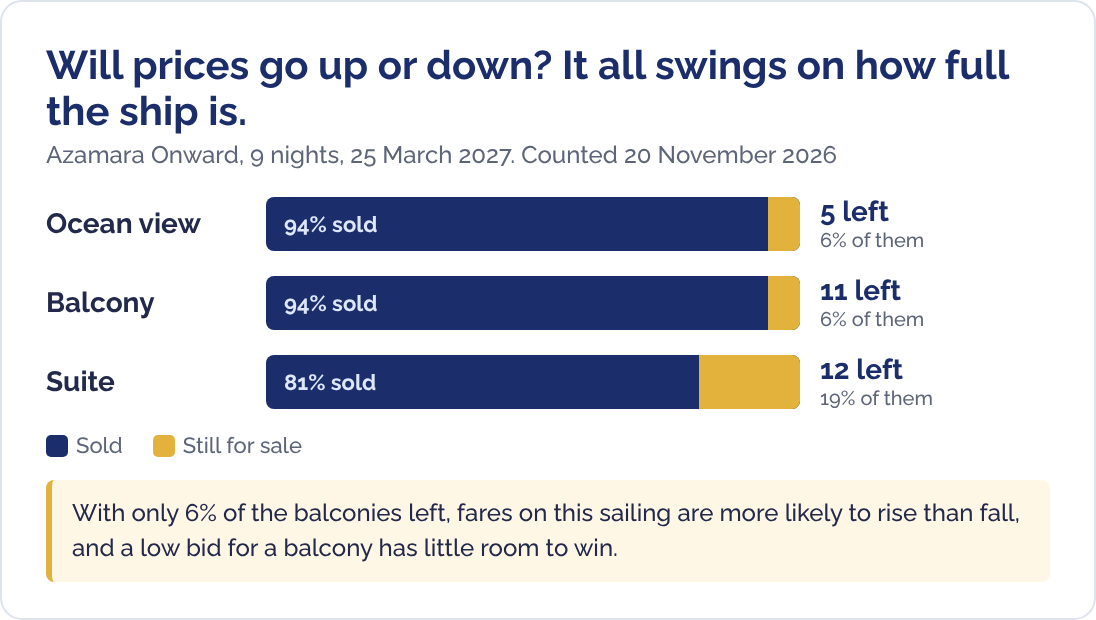 Will prices go up or down? It all swings on how full
the ship is.
Azamara Onward, 9 nights, 25 March 2027. Counted 20 November 2026
Ocean view
94% sold
5 left
6% of them
Balcony
94% sold
11 left
6% of them
Suite
81% sold
12 left
19% of them
Sold
Still for sale
With only 6% of the balconies left, fares on this sailing are more likely to rise than fall,
and a low bid for a balcony has little room to win.